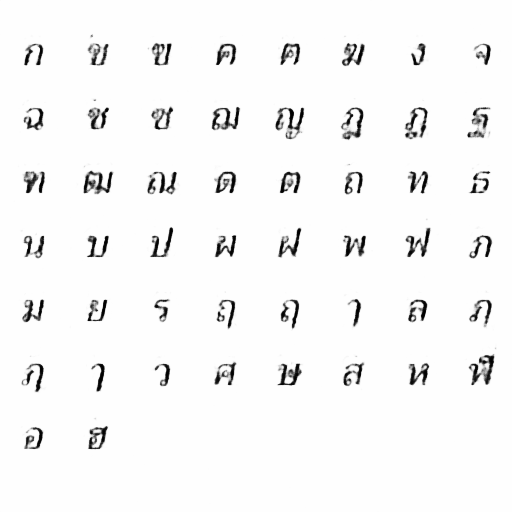 ก ข ฃ ค ฅ ฆ ง จ
ฉ ช ซ ฌ ญ ฎ ฏ ฐ
ฑ ฒ ณ ด ต ถ ท ธ
น บ ป ผ ฝ พ ฟ ภ
ม ย ร ฤ ฤ ๅ ล ภ
ๅ ว ศ ษ ส ห ฬ
อ ฮ